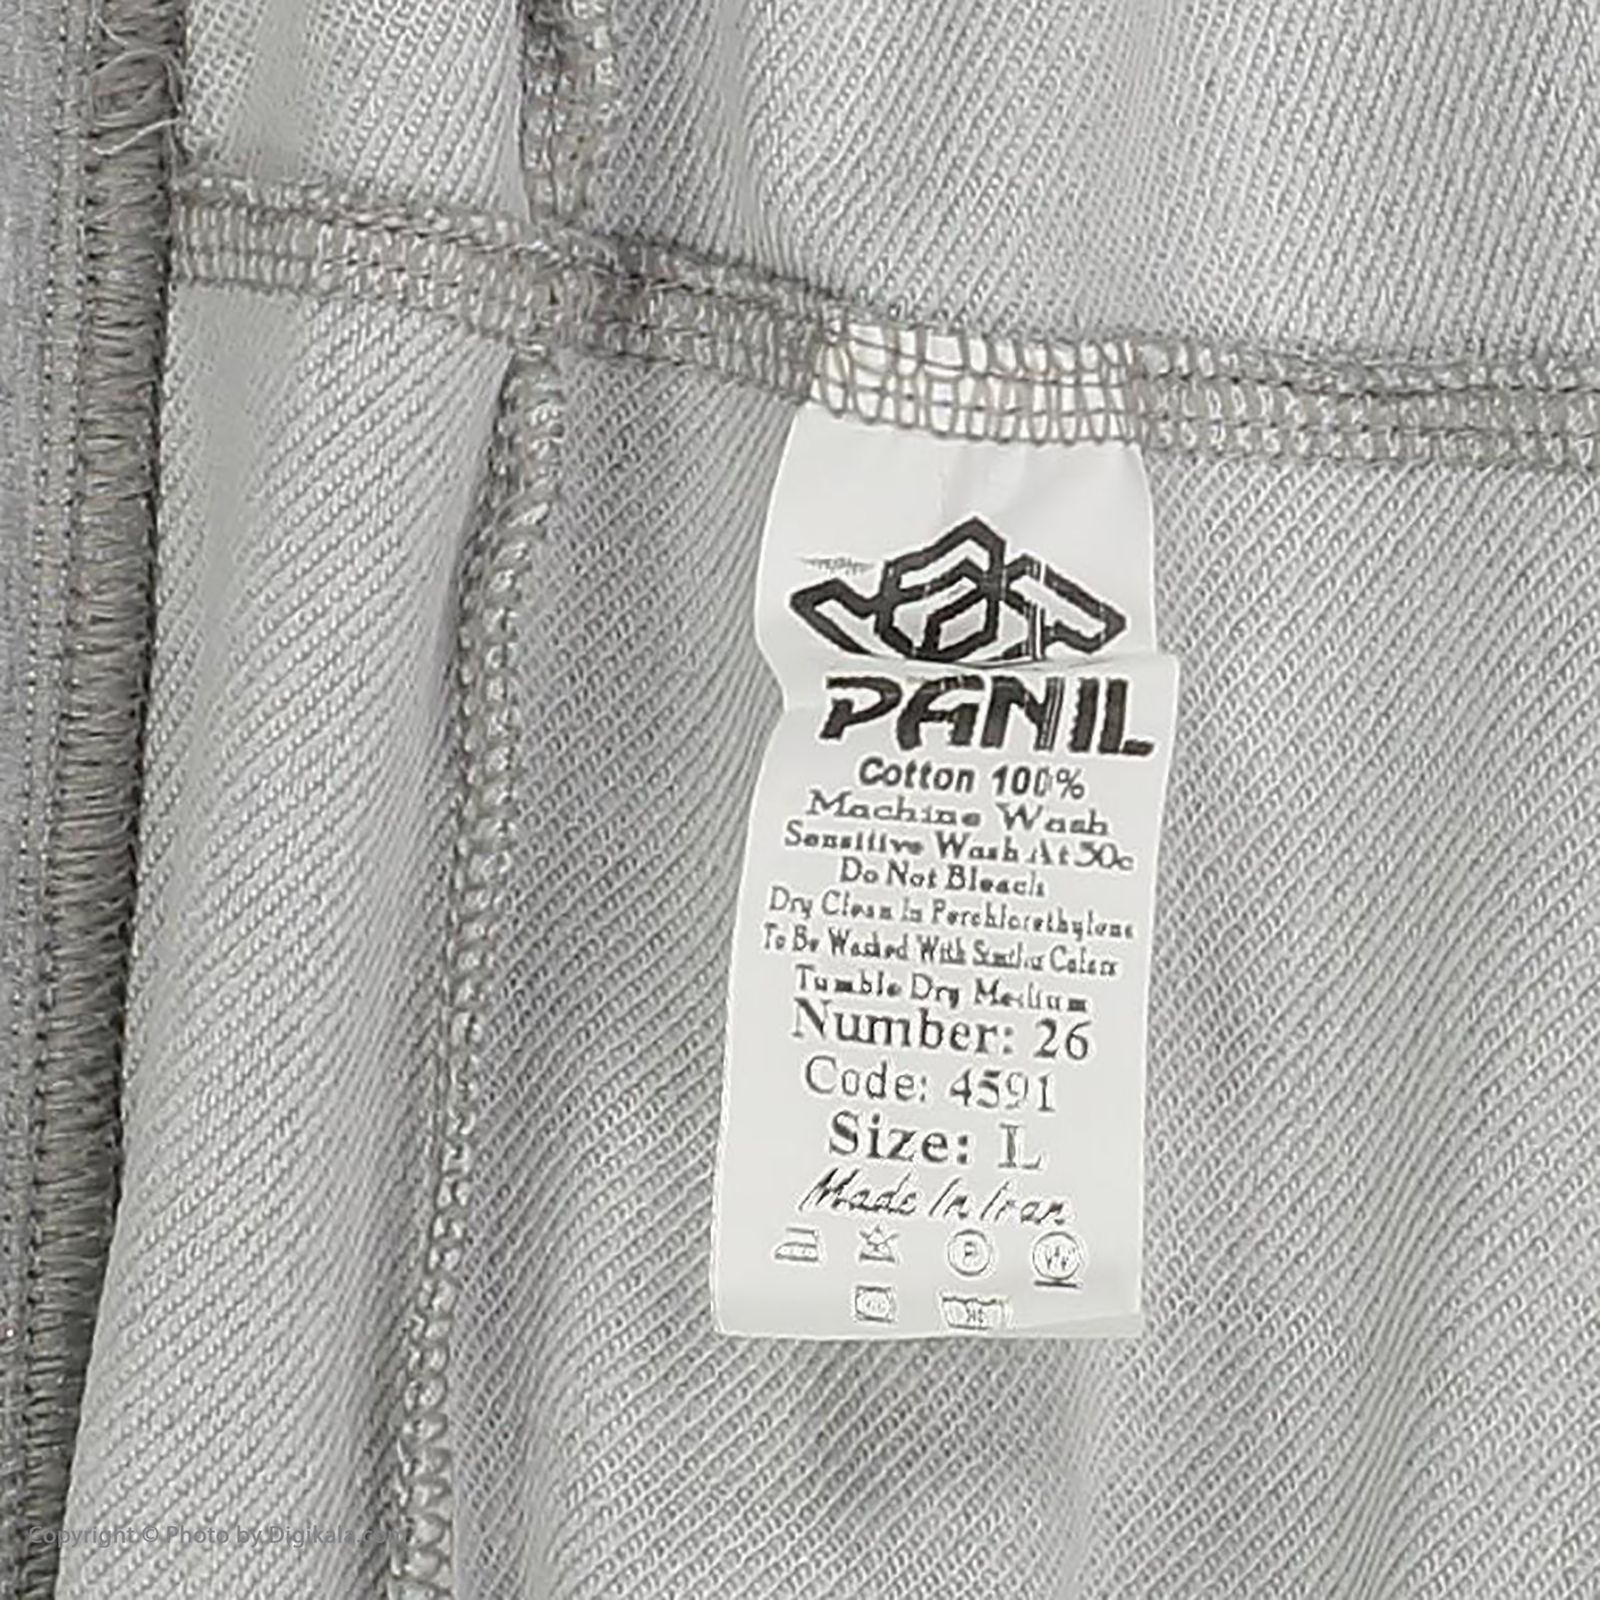 PANIL
Cotton 100%
Machine Wash
Sensitive Wash At 30c
Do Not Bleach
Dry Clean In Perchlorethylene
To Be Washed With Similar Colors
Tumble Dry Medium
Number: 26
Code: 4591
Size: L
Made In Iran
P
W
Copyright © Photo by Digikala.com